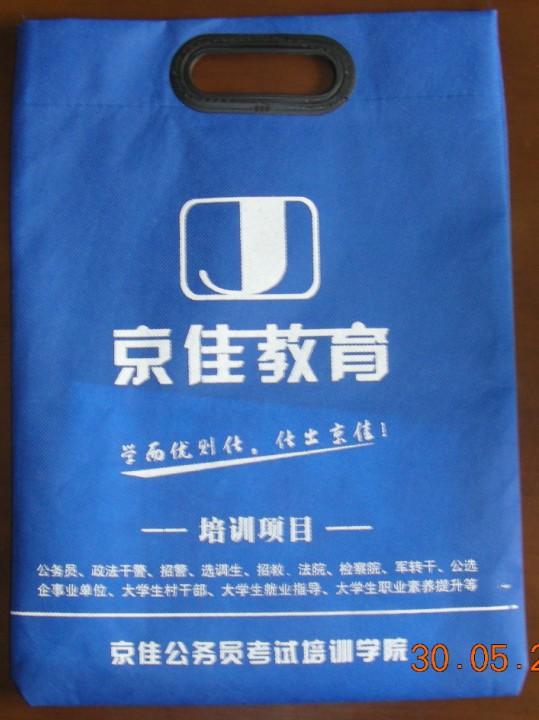 J
京佳教育
学而优则仕。仕出京佳！
培训项目
公务员、政法干警、招警、选调生、招教、法院、检察院、军转干、公选
企事业单位、大学生村干部、大学生就业指导、大学生职业素养提升等
京佳公务员考试培训学院
30.05.2